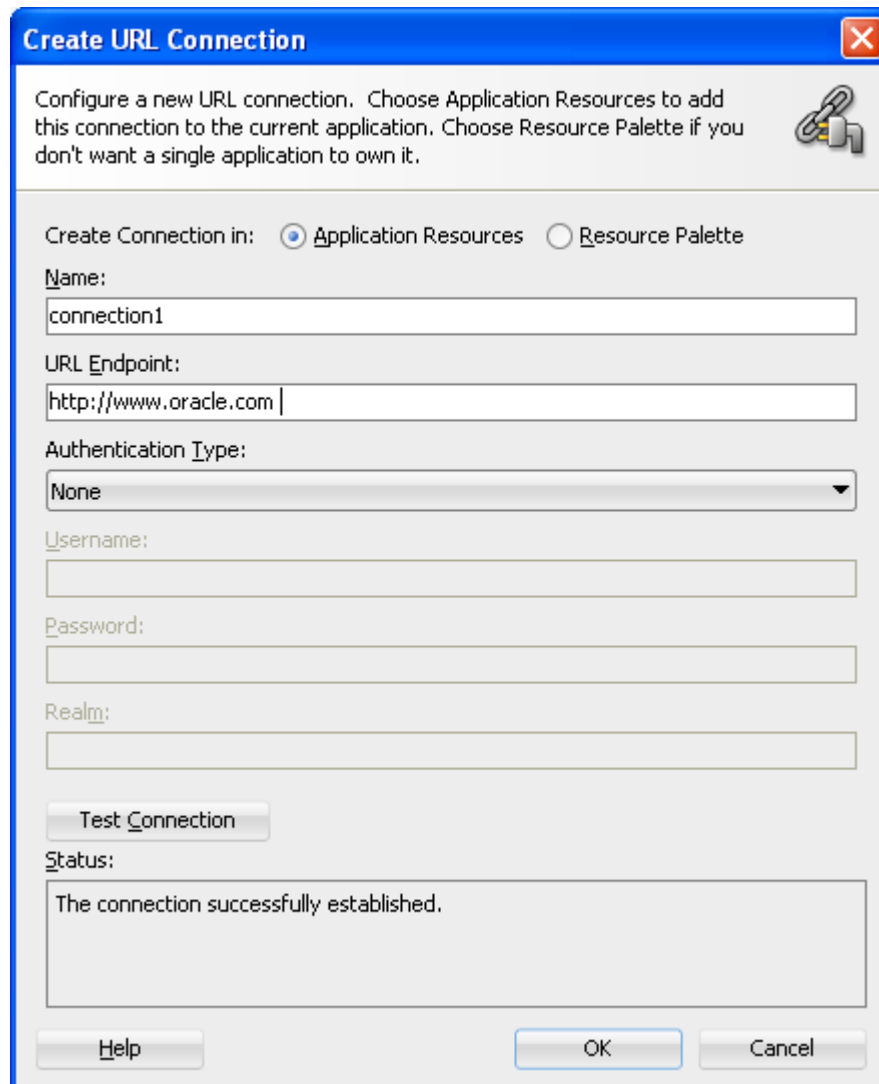 Create URL Connection
Configure a new URL connection. Choose Application Resources to add
this connection to the current application. Choose Resource Palette if you
don't want a single application to own it.
Create Connection in: Application Resources Resource Palette
Name:
connection1
URL Endpoint:
http://www.oracle.com
Authentication Type:
None
Username:
Password:
Realm:
Test Connection
Status:
The connection successfully established.
Help OK Cancel